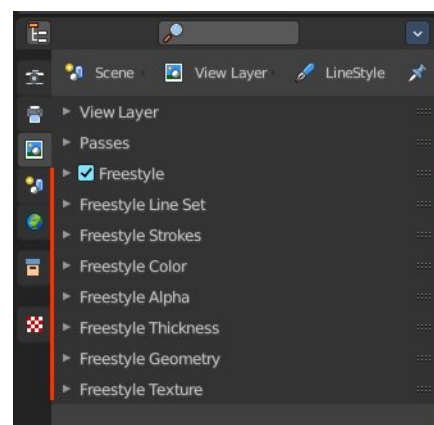 Scene View Layer LineStyle
View Layer
Passes
Freestyle
Freestyle Line Set
Freestyle Strokes
Freestyle Color
Freestyle Alpha
Freestyle Thickness
Freestyle Geometry
Freestyle Texture